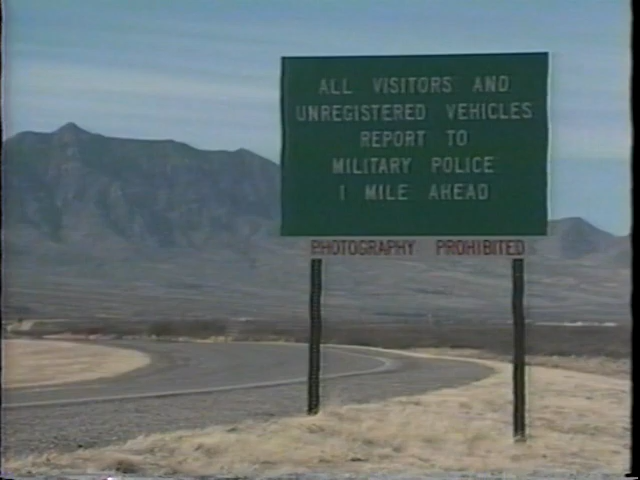 ALL VISITORS AND
UNREGISTERED VEHICLES
REPORT TO
MILITARY POLICE
1 MILE AHEAD
PHOTOGRAPHY PROHIBITED